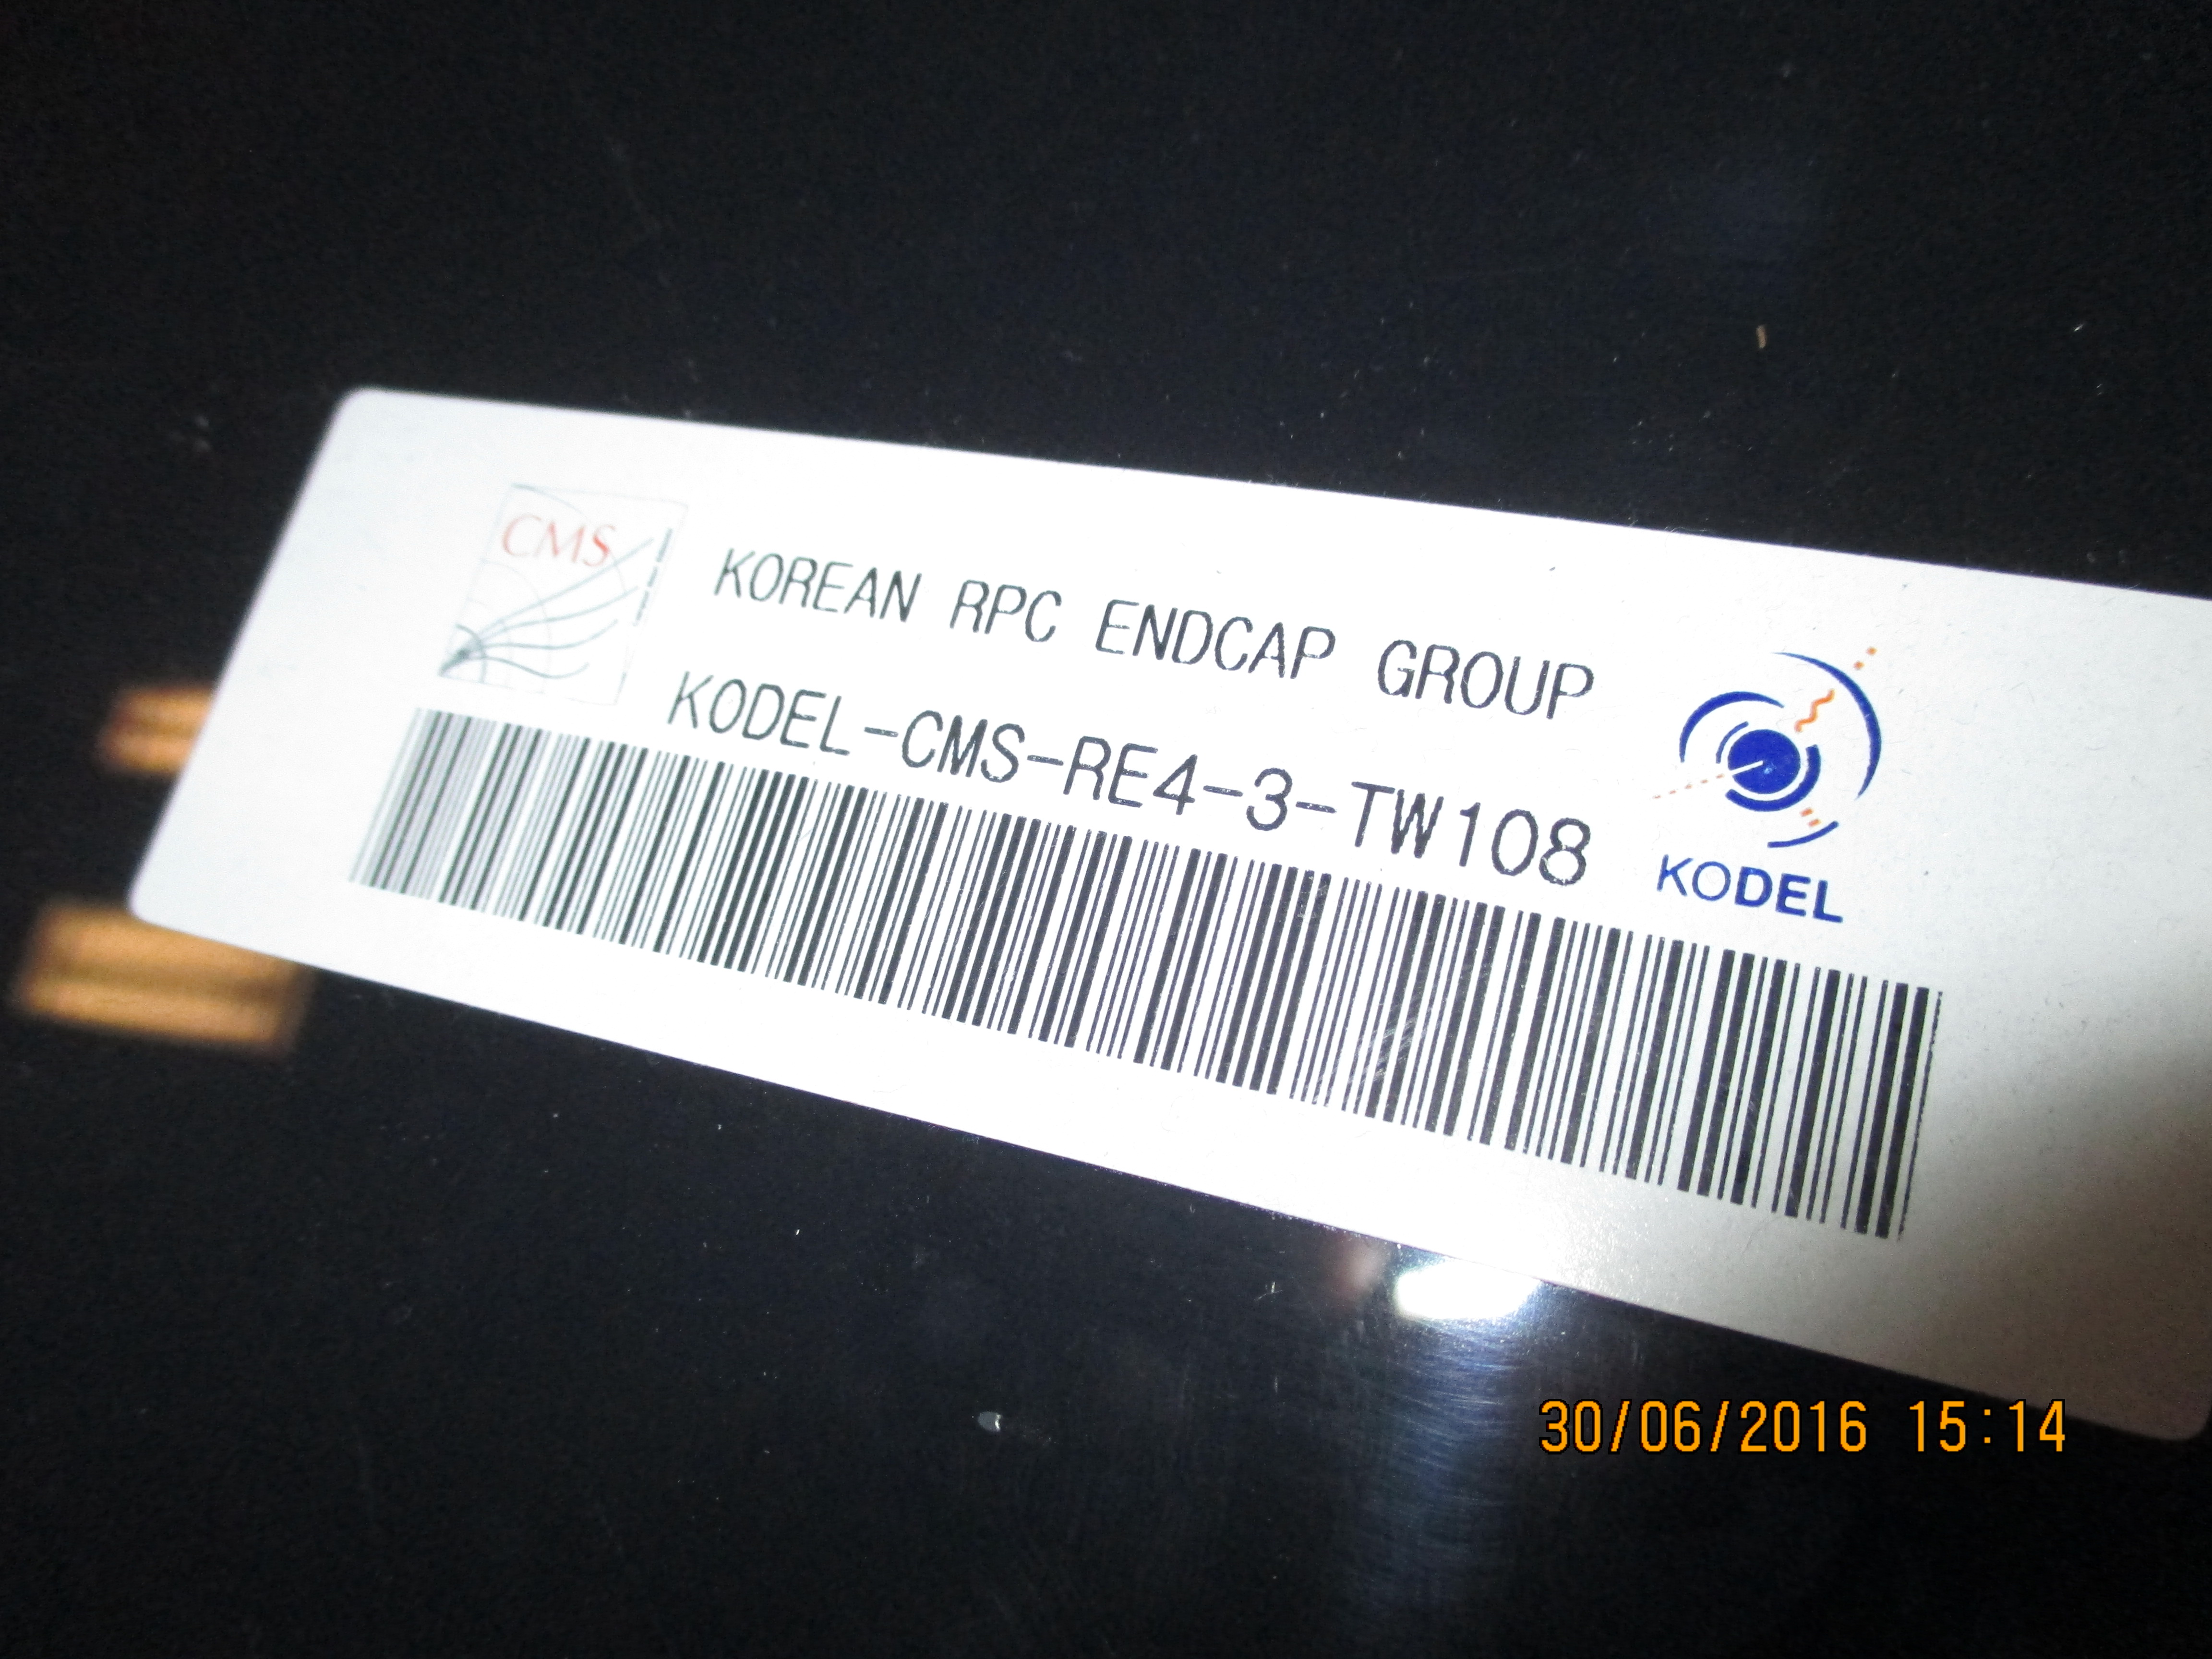 CMS
KOREAN RPC ENDCAP GROUP
KODEL-CMS-RE4-3-TW108
KODEL
30/06/2016 15:14